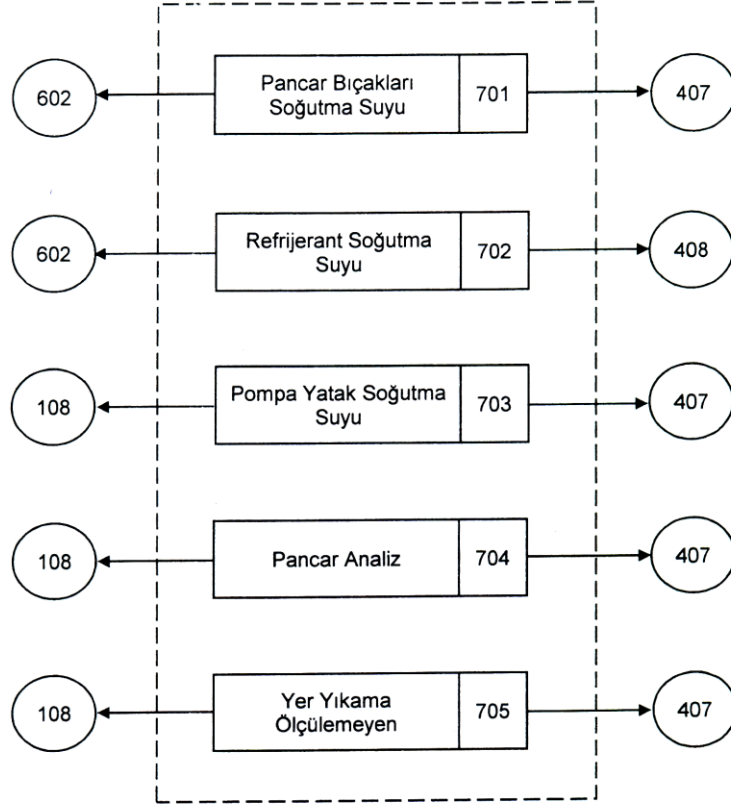 602
Pancar Bıçakları
Soğutma Suyu
701
407
602
Refrijerant Soğutma
Suyu
702
408
108
Pompa Yatak Soğutma
Suyu
703
407
108
Pancar Analiz
704
407
108
Yer Yıkama
Ölçülemeyen
705
407